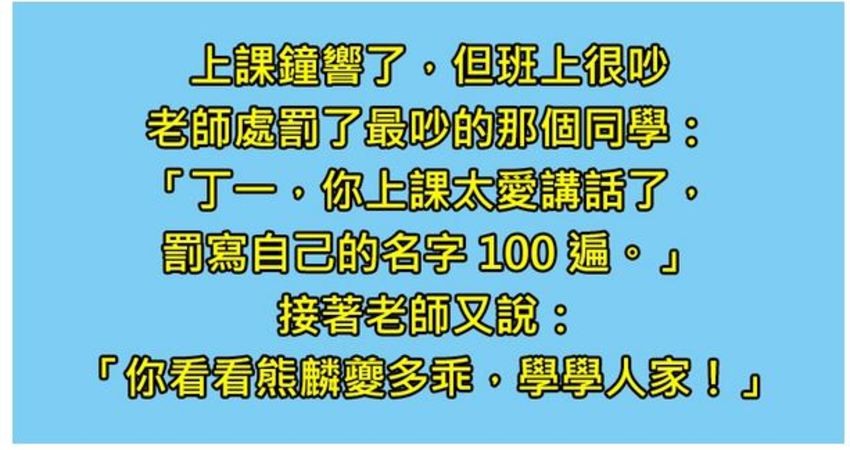 上課鐘響了，但班上很吵
老師處罰了最吵的那個同學：
「丁一，你上課太愛講話了，
罰寫自己的名字 100 遍。」
接著老師又說：
「你看看熊麟夔多乖，學學人家！」